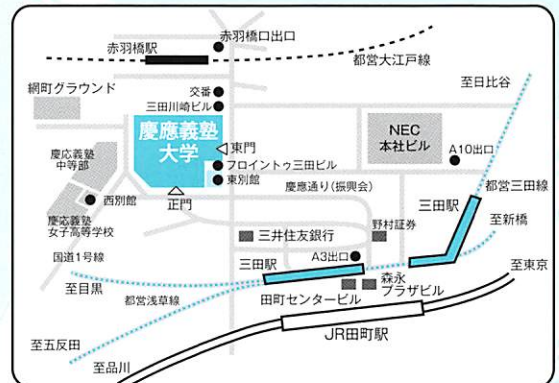 赤羽橋駅
赤羽橋口出口
都営大江戸線
至日比谷
網町グラウンド
交番
三田川崎ビル
慶應義塾
大学
東門
NEC
本社ビル
A10出口
慶応義塾
中等部
フロイントゥ三田ビル
東別館
慶應通り(振興会)
都営三田線
西別館
正門
三田駅
慶応義塾
女子高等学校
三井住友銀行
野村証券
至新橋
国道1号線
三田駅
A3出口
至東京
至目黒
都営浅草線
田町センタービル
森永
プラザビル
JR田町駅
至五反田
至品川